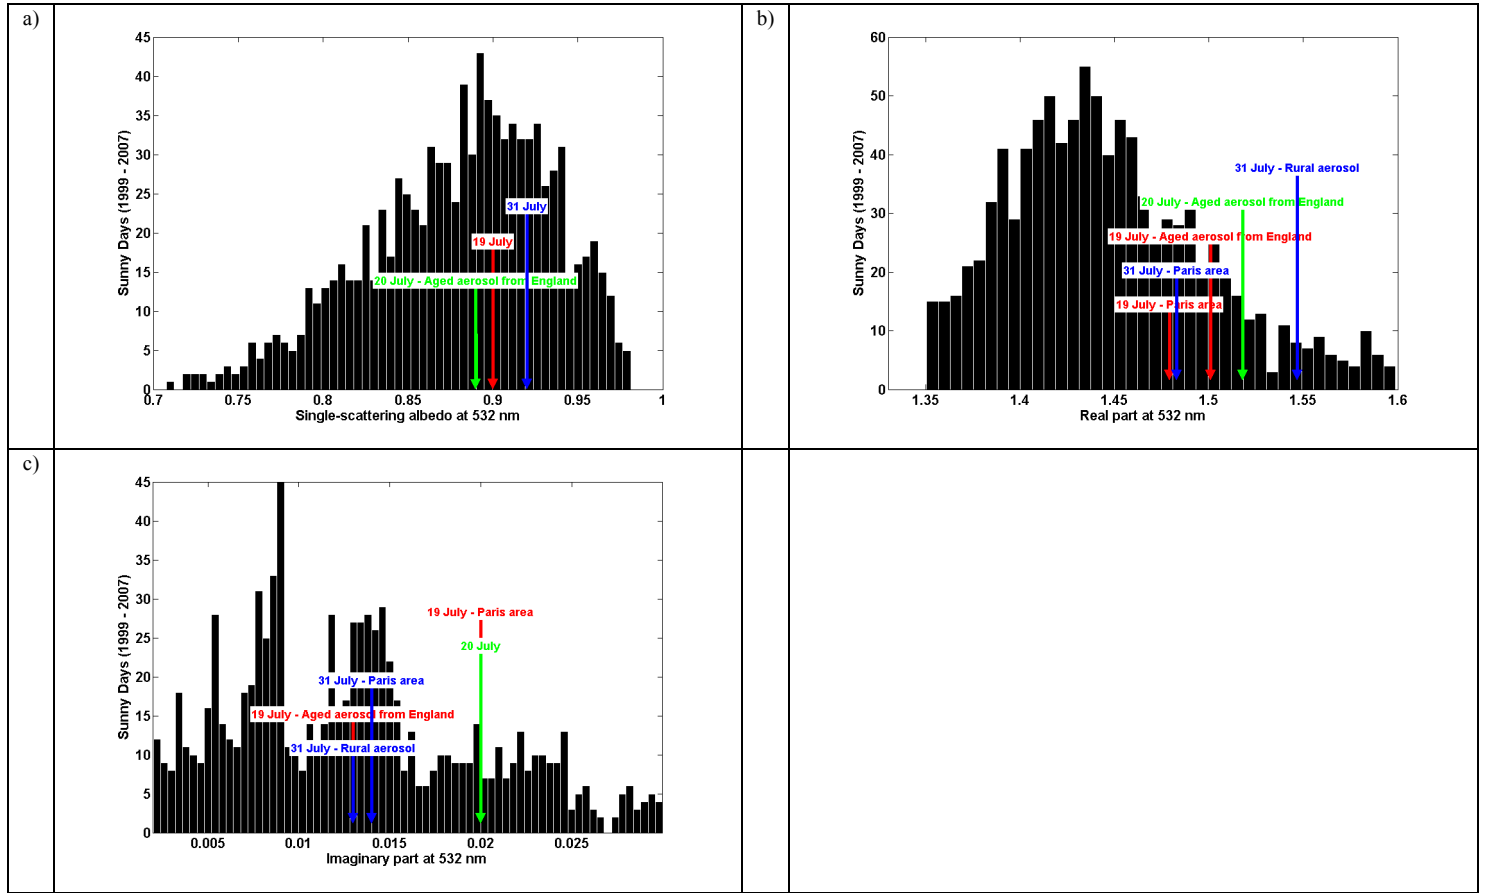 a)
45
40
35
30
25
20
15
10
5
0
Sunny Days (1999 - 2007)
31 July
19 July
20 July - Aged aerosol from England
0.7 0.75 0.8 0.85 0.9 0.95 1
Single-scattering albedo at 532 nm
b)
60
50
40
30
20
10
0
Sunny Days (1999 - 2007)
31 July - Rural aerosol
20 July - Aged aerosol from England
19 July - Aged aerosol from England
31 July - Paris area
19 July - Paris area
1.35 1.4 1.45 1.5 1.55 1.6
Real part at 532 nm
c)
45
40
35
30
25
20
15
10
5
0
Sunny Days (1999 - 2007)
19 July - Paris area
20 July
31 July - Paris area
19 July - Aged aerosol from England
31 July - Rural aerosol
0.005 0.01 0.015 0.02 0.025
Imaginary part at 532 nm